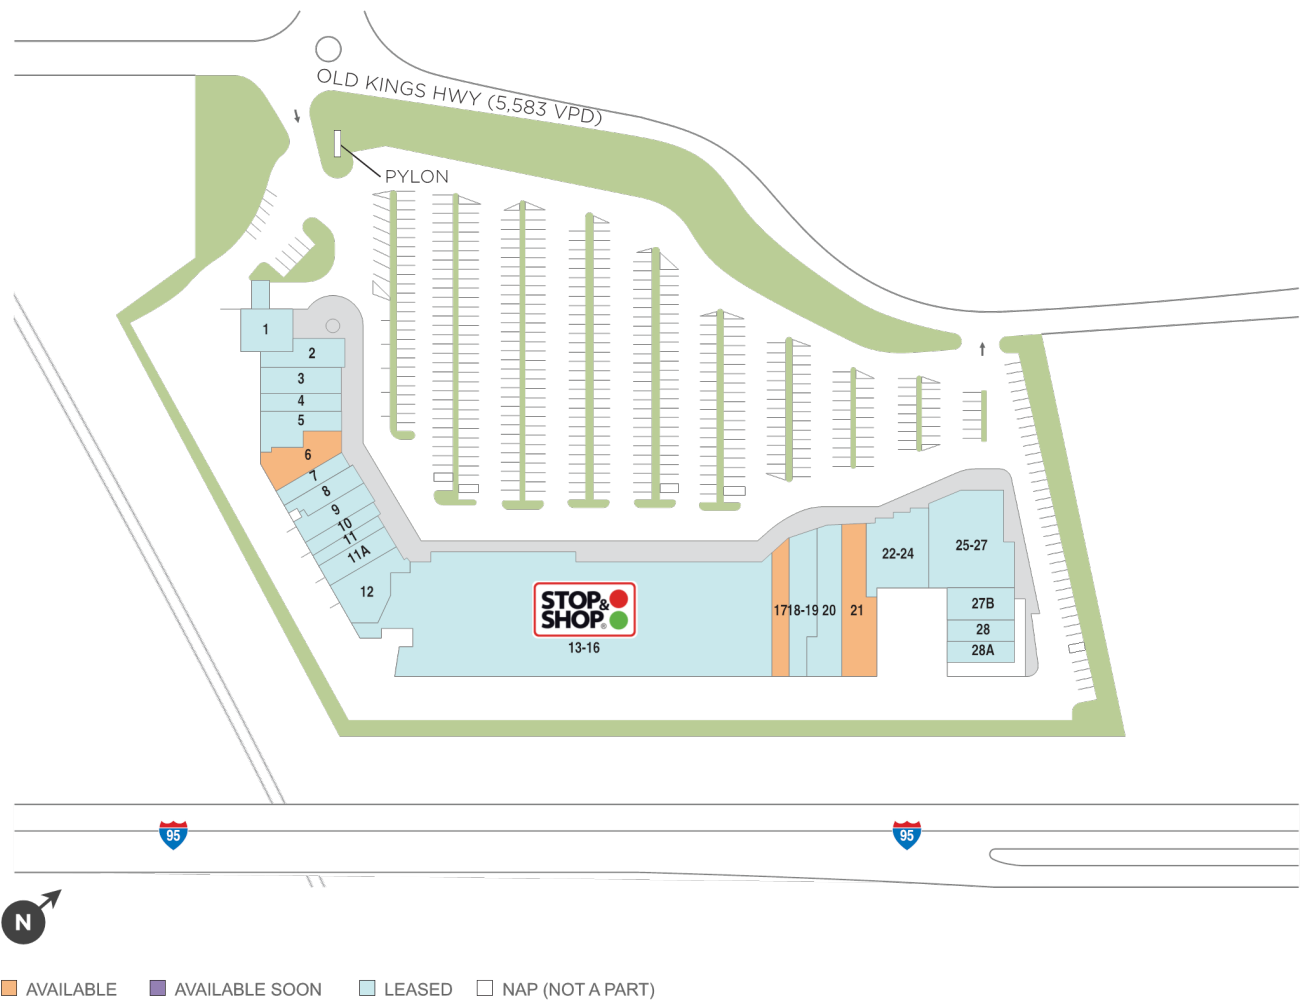 OLD KINGS HWY (5,583 VPD)
PYLON
1
2
3
4
5
6
7
8
9
10
11
11A
12
STOP&
SHOP®
13-16
17
18-19
20
21
22-24
25-27
27B
28
28A
95
95
N
AVAILABLE
AVAILABLE SOON
LEASED
NAP (NOT A PART)